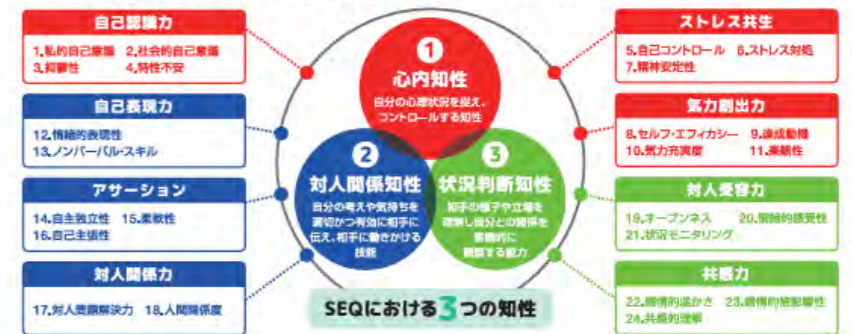 自己認識力
1.私的自己意識 2.社会的自己意識
3.抑鬱性 4.特性不安
自己表現力
12.情緒的表現性
13.ノンバーバル・スキル
アサーション
14.自主独立性 15.柔軟性
16.自己主張性
対人関係力
17.対人問題解決力 18.人間関係度
1
心内知性
自分の心理状況を捉え、
コントロールする知性
2
対人関係知性
自分の考えや気持ちを
適切かつ有効に相手に
伝え、相手に働きかける
技能
3
状況判断知性
相手の様子や立場を
理解し自分との関係を
客観的に
観察する能力
SEQにおける3つの知性
ストレス共生
5.自己コントロール 6.ストレス対処
7.精神安定性
気力創出力
8.セルフ・エフィカシー 9.達成動機
10.気力充実度 11.楽観性
対人受容力
19.オープンネス 20.情緒的感受性
21.状況モニタリング
共感力
22.感情的温かさ 23.感情的被影響性
24.共感的理解